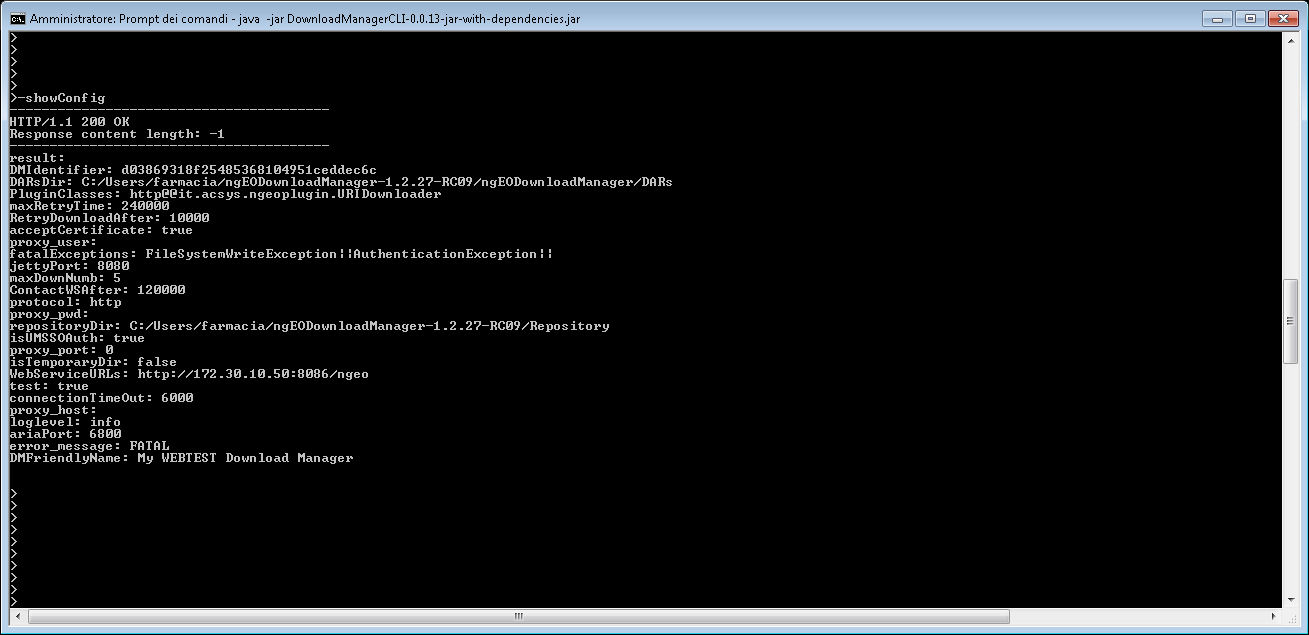 Amministratore: Prompt dei comandi - java -jar DownloadManagerCLI-0.0.13-jar-with-dependencies.jar
>
>
>
>
>
>-showConfig
----------------------------------------
HTTP/1.1 200 OK
Response content length: -1
----------------------------------------
result:
DMIdentifier: d03869318f25485368104951ceddec6c
DARsDir: C:/Users/farmacia/ngEODownloadManager-1.2.27-RC09/ngEODownloadManager/DARs
PluginClasses: http@@it.acsys.ngeoplugin.URIDownloader
maxRetryTime: 240000
RetryDownloadAfter: 10000
acceptCertificate: true
proxy_user:
fatalExceptions: FileSystemWriteException||AuthenticationException||
jettyPort: 8080
maxDownNumb: 5
ContactWSAfter: 120000
protocol: http
proxy_pwd:
repositoryDir: C:/Users/farmacia/ngEODownloadManager-1.2.27-RC09/Repository
isUMSSOAuth: true
proxy_port: 0
isTemporaryDir: false
WebServiceURLs: http://172.30.10.50:8086/ngeo
test: true
connectionTimeOut: 6000
proxy_host:
loglevel: info
ariaPort: 6800
error_message: FATAL
DMFriendlyName: My WEBTEST Download Manager
>
>
>
>
>
>
>
>
>
>